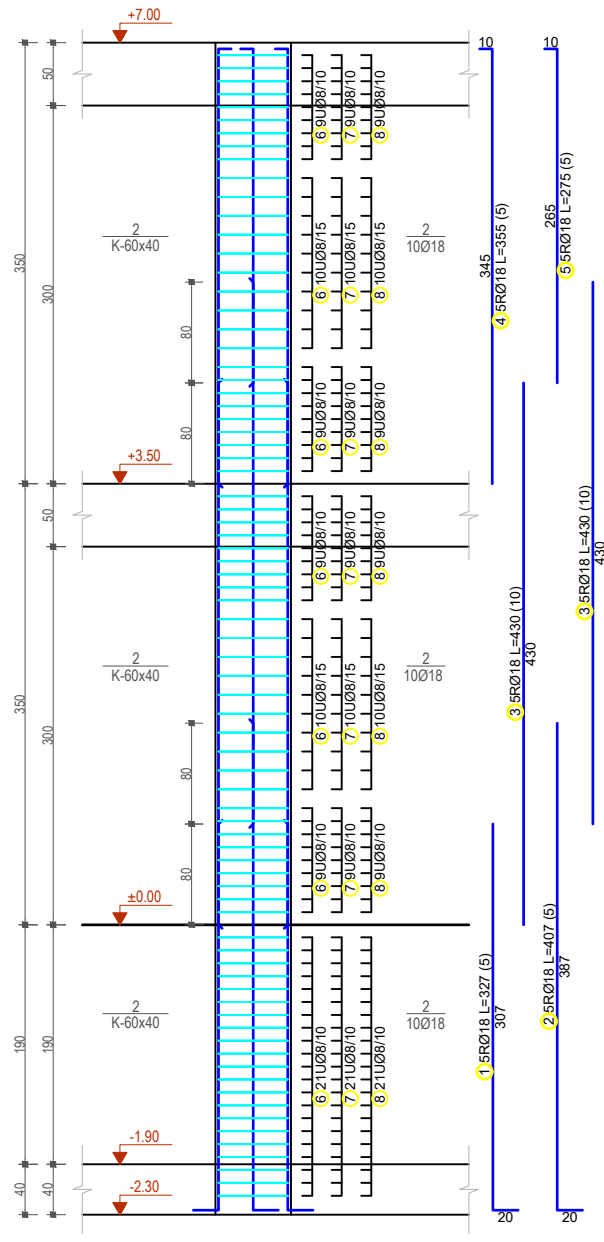 +7.00
10
10
50
6 9UØ8/10
7 9UØ8/10
8 9UØ8/10
5 5RØ18 L=275 (5)
265
2
K-60x40
2
10Ø18
6 10UØ8/15
7 10UØ8/15
8 10UØ8/15
350
300
345
4 5RØ18 L=355 (5)
80
80
6 9UØ8/10
7 9UØ8/10
8 9UØ8/10
+3.50
50
6 9UØ8/10
7 9UØ8/10
8 9UØ8/10
3 5RØ18 L=430 (10)
430
2
K-60x40
2
10Ø18
6 10UØ8/15
7 10UØ8/15
8 10UØ8/15
3 5RØ18 L=430 (10)
430
350
300
80
80
6 9UØ8/10
7 9UØ8/10
8 9UØ8/10
±0.00
2 5RØ18 L=407 (5)
387
1 5RØ18 L=327 (5)
307
2
K-60x40
2
10Ø18
190
190
6 21UØ8/10
7 21UØ8/10
8 21UØ8/10
-1.90
40
40
-2.30
20
20